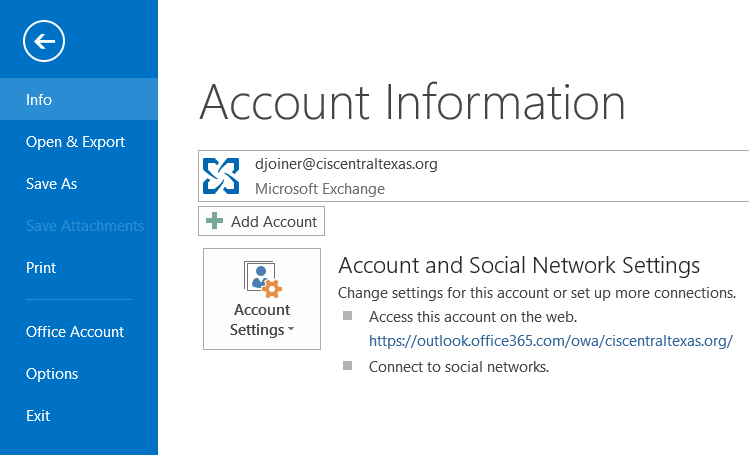 Info
Open & Export
Save As
Save Attachments
Print
Office Account
Options
Exit
Account Information
djoiner@ciscentraltexas.org
Microsoft Exchange
Add Account
Account
Settings
Account and Social Network Settings
Change settings for this account or set up more connections.
Access this account on the web.
https://outlook.office365.com/owa/ciscentraltexas.org/
Connect to social networks.